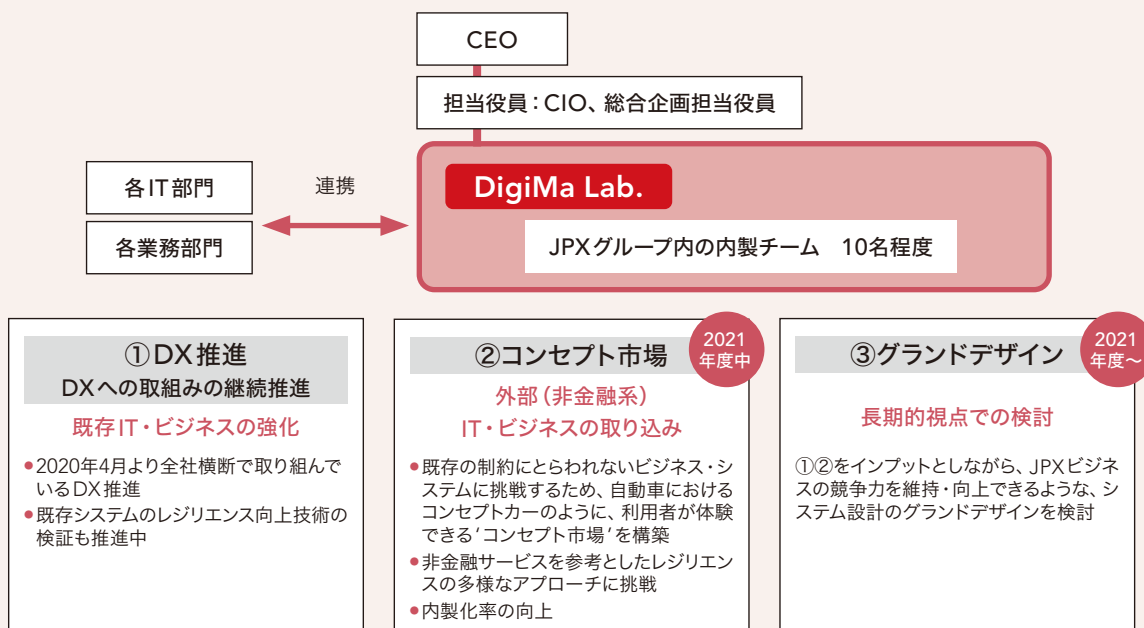 CEO
担当役員：CIO、総合企画担当役員
各IT部門
連携
各業務部門
DigiMa Lab.
JPXグループ内の内製チーム　10名程度
①DX推進
DXへの取組みの継続推進
既存IT・ビジネスの強化
●2020年4月より全社横断で取り組んで
いるDX推進
●既存システムのレジリエンス向上技術の
検証も推進中
②コンセプト市場
2021
年度中
外部（非金融系）
IT・ビジネスの取り込み
●既存の制約にとらわれないビジネス・シ
ステムに挑戦するため、自動車における
コンセプトカーのように、利用者が体験
できる‘コンセプト市場’を構築
●非金融サービスを参考としたレジリエン
スの多様なアプローチに挑戦
●内製化率の向上
③グランドデザイン
2021
年度～
長期的視点での検討
①②をインプットとしながら、JPXビジネ
スの競争力を維持・向上できるような、シ
ステム設計のグランドデザインを検討